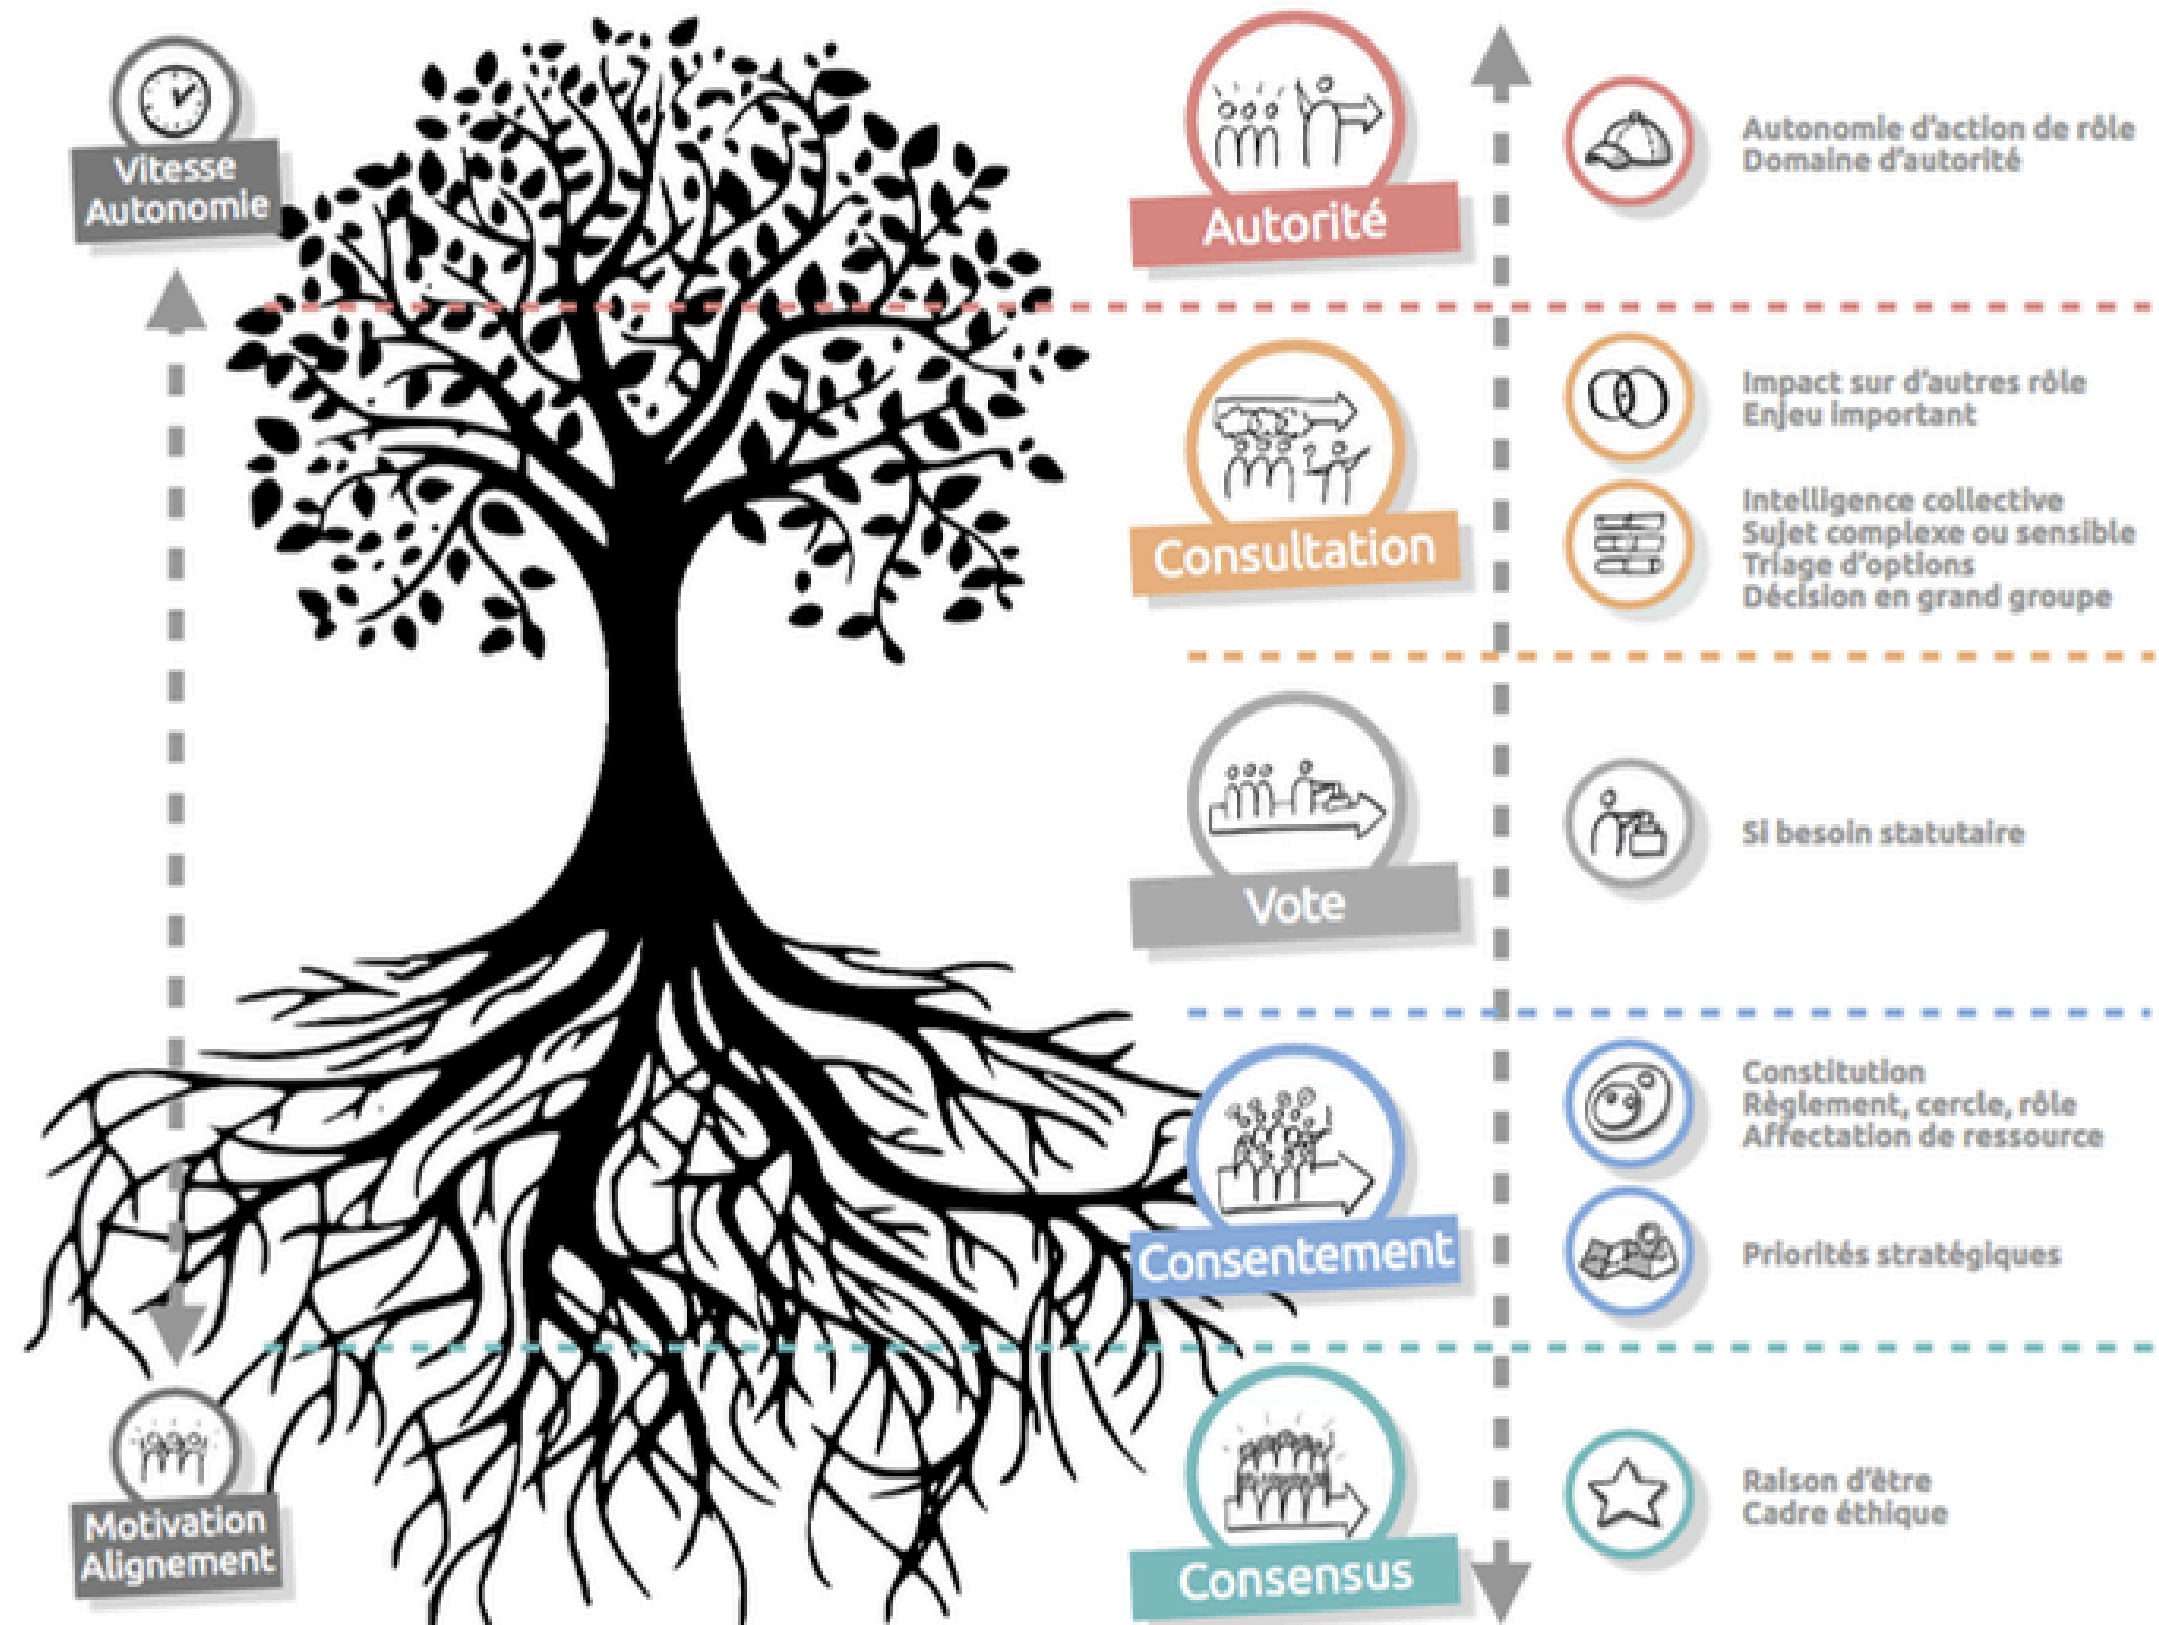 Vitesse
Autonomie
Autorité
Autonomie d'action de rôle
Domaine d'autorité
Consultation
Impact sur d'autres rôle
Enjeu important
Intelligence collective
Sujet complexe ou sensible
Triage d'options
Décision en grand groupe
Vote
Si besoin statutaire
Consentement
Constitution
Règlement, cercle, rôle
Affectation de ressource
Priorités stratégiques
Motivation
Alignement
Consensus
Raison d'être
Cadre éthique